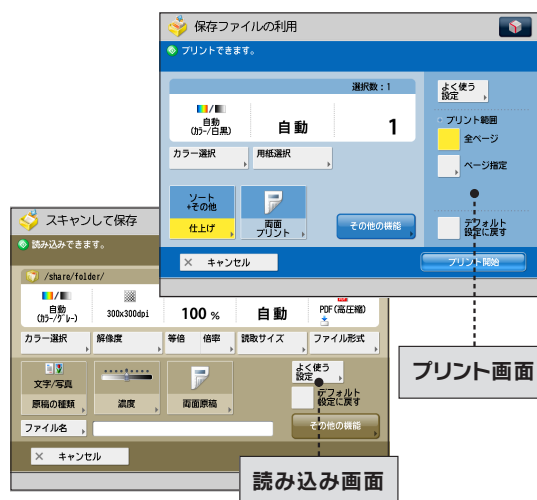 保存ファイルの利用
プリントできます。
選択数:1
よく使う
設定
自動
(ｶﾗｰ/白黒)
自動
1
プリント範囲
全ページ
カラー選択
用紙選択
ページ指定
ソート
+その他
仕上げ
両面
プリント
その他の機能
デフォルト
設定に戻す
× キャンセル
プリント開始
スキャンして保存
読み込みできます。
/share/folder/
自動
(ｶﾗｰ/ｸﾞﾚｰ)
300x300dpi
100 %
自動
PDF(高圧縮)
カラー選択
解像度
等倍
倍率
読取サイズ
ファイル形式
文字/写真
原稿の種類
濃度
両面原稿
よく使う
設定
デフォルト
設定に戻す
ファイル名
その他の機能
× キャンセル
プリント画面
読み込み画面